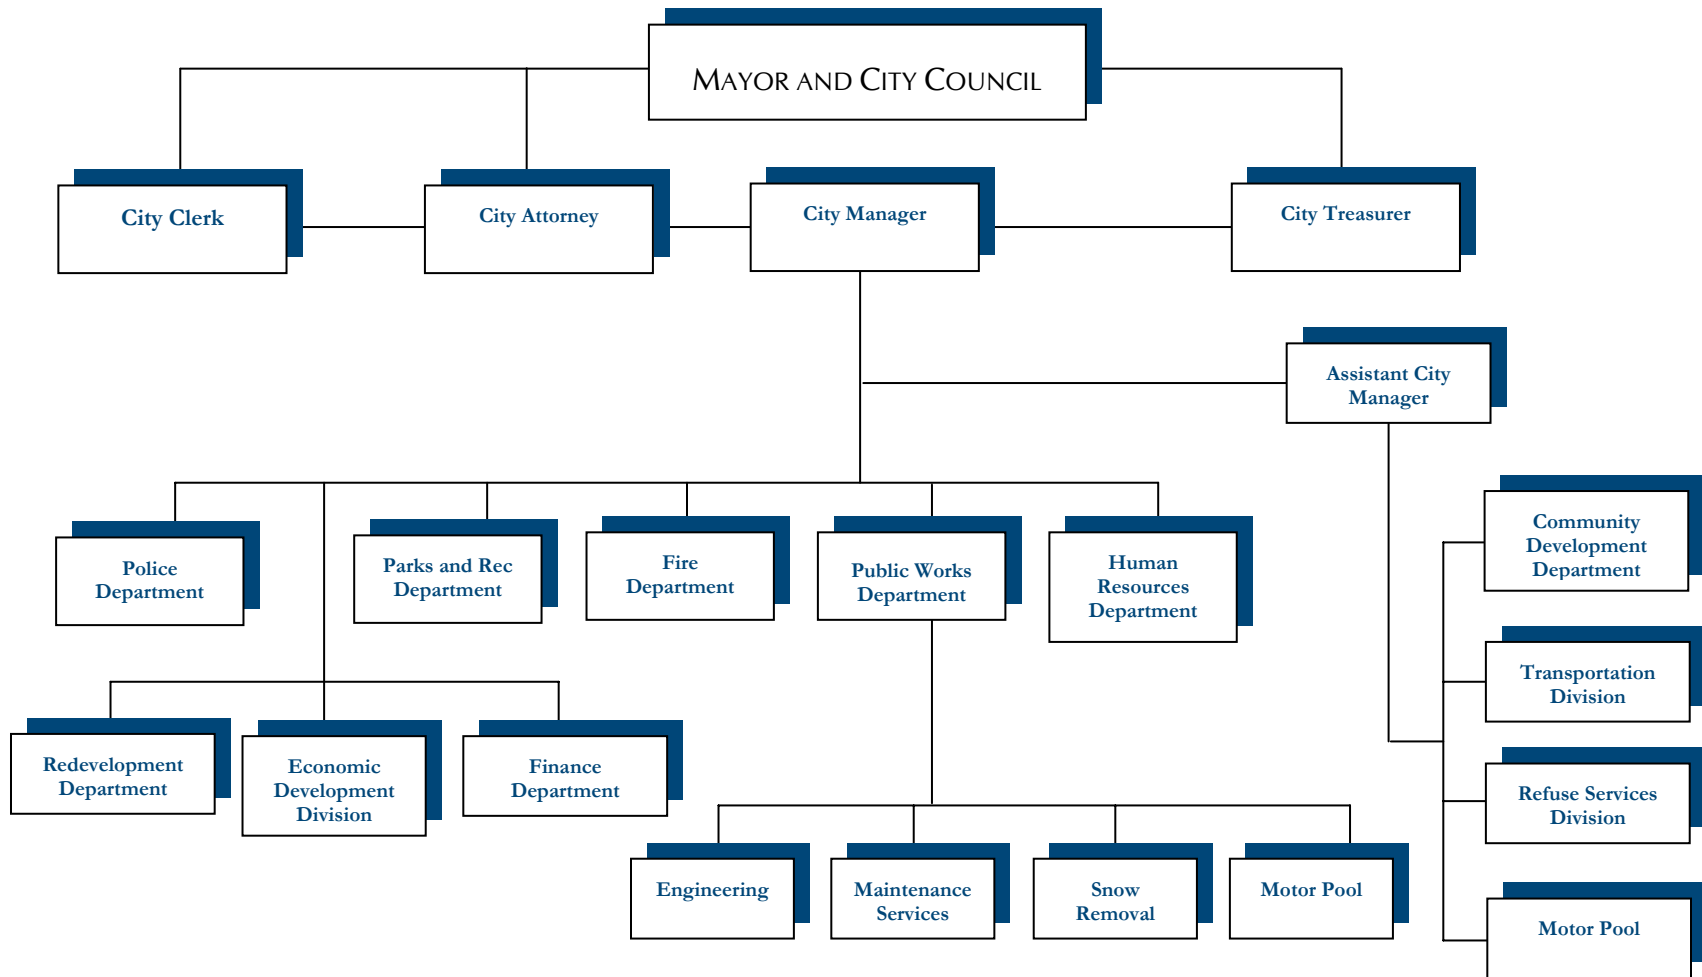 MAYOR AND CITY COUNCIL
City Clerk
City Attorney
City Manager
City Treasurer
Assistant City
Manager
Police
Department
Parks and Rec
Department
Fire
Department
Public Works
Department
Human
Resources
Department
Community
Development
Department
Transportation
Division
Refuse Services
Division
Motor Pool
Redevelopment
Department
Economic
Development
Division
Finance
Department
Engineering
Maintenance
Services
Snow
Removal
Motor Pool